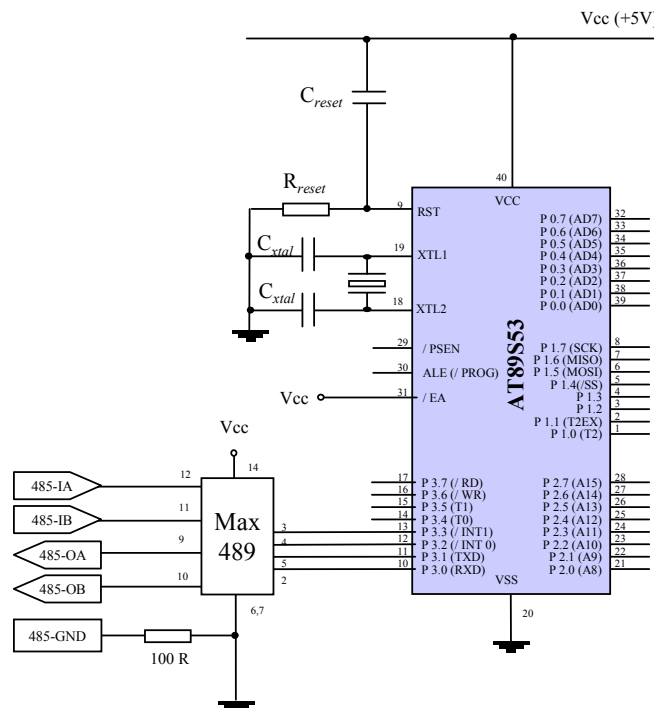 Vcc (+5V)
C reset
R reset
40
VCC
9
RST
C xtal
19
XTL1
C xtal
18
XTL2
29
/ PSEN
30
ALE (/ PROG)
Vcc
31
/ EA
AT89S53
P 0.7 (AD7) 32
P 0.6 (AD6) 33
P 0.5 (AD5) 34
P 0.4 (AD4) 35
P 0.3 (AD3) 36
P 0.2 (AD2) 37
P 0.1 (AD1) 38
P 0.0 (AD0) 39
P 1.7 (SCK) 8
P 1.6 (MISO) 7
P 1.5 (MOSI) 6
P 1.4(/SS) 5
P 1.3 4
P 1.2 3
P 1.1 (T2EX) 2
P 1.0 (T2) 1
17 P 3.7 (/ RD)
16 P 3.6 (/ WR)
15 P 3.5 (T1)
14 P 3.4 (T0)
13 P 3.3 (/ INT1)
12 P 3.2 (/ INT 0)
11 P 3.1 (TXD)
10 P 3.0 (RXD)
P 2.7 (A15) 28
P 2.6 (A14) 27
P 2.5 (A13) 26
P 2.4 (A12) 25
P 2.3 (A11) 24
P 2.2 (A10) 23
P 2.1 (A9) 22
P 2.0 (A8) 21
VSS
20
Vcc
14
Max
489
485-IA 12
485-IB 11
485-OA 9
485-OB 10
3
4
5
2
6,7
485-GND
100 R